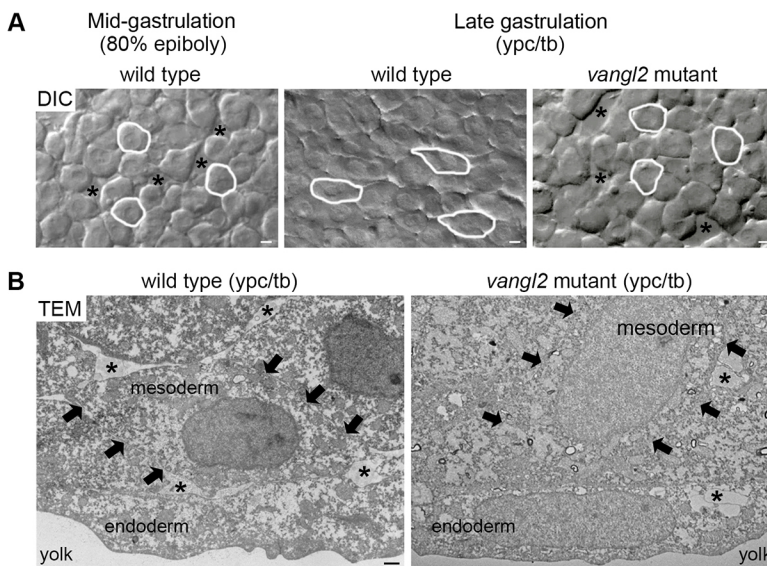 A
Mid-gastrulation
(80% epiboly)
Late gastrulation
(ypc/tb)
wild type
wild type
vangl2 mutant
DIC
*
*
*
*
*
*
*
B
wild type (ypc/tb)
vangl2 mutant (ypc/tb)
TEM
*
*
mesoderm
mesoderm
*
*
*
*
endoderm
endoderm
yolk
yolk